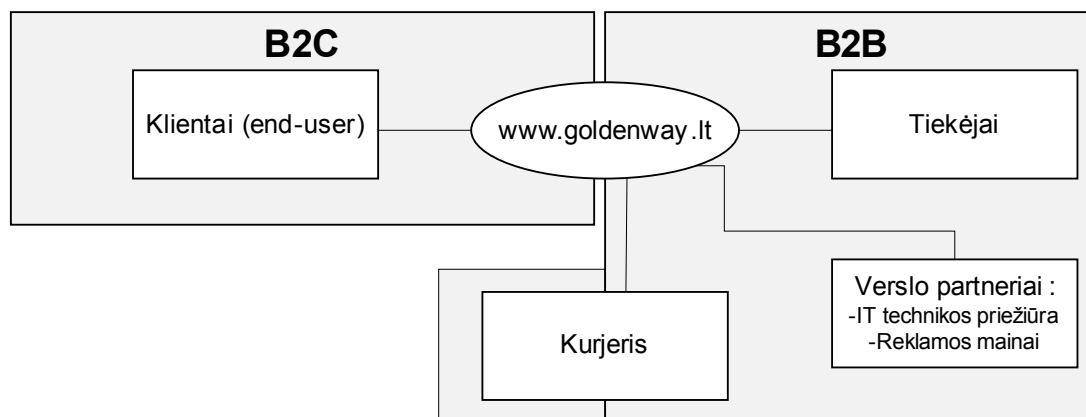 B2C
B2B
Klientai (end-user)
www.goldenway.lt
Tiekėjai
Verslo partneriai :
-IT technikos priežiūra
-Reklamos mainai
Kurjeris